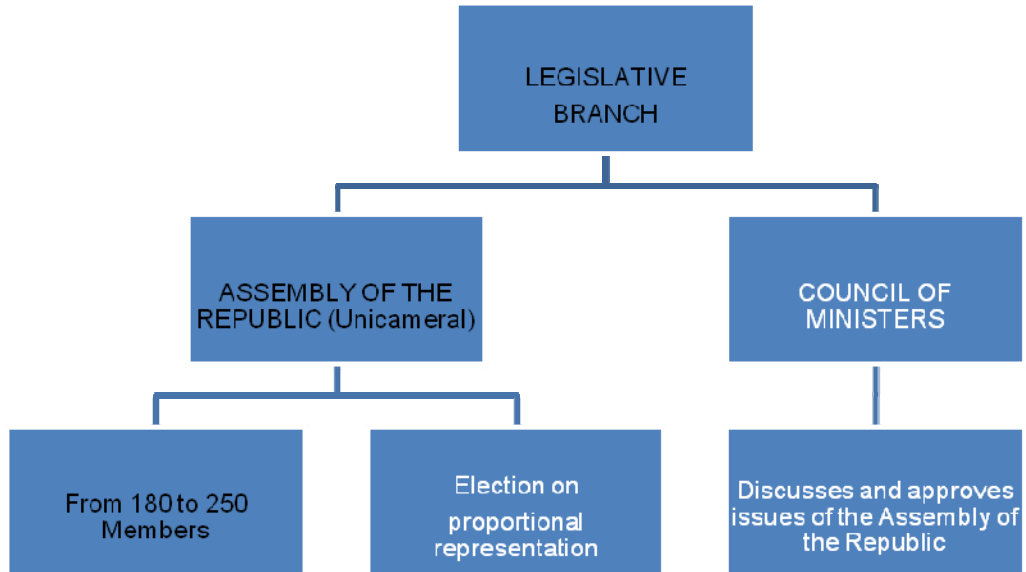 LEGISLATIVE
BRANCH
ASSEMBLY OF THE
REPUBLIC (Unicameral)
COUNCIL OF
MINISTERS
From 180 to 250
Members
Election on
proportional
representation
Discusses and approves
issues of the Assembly of
the Republic